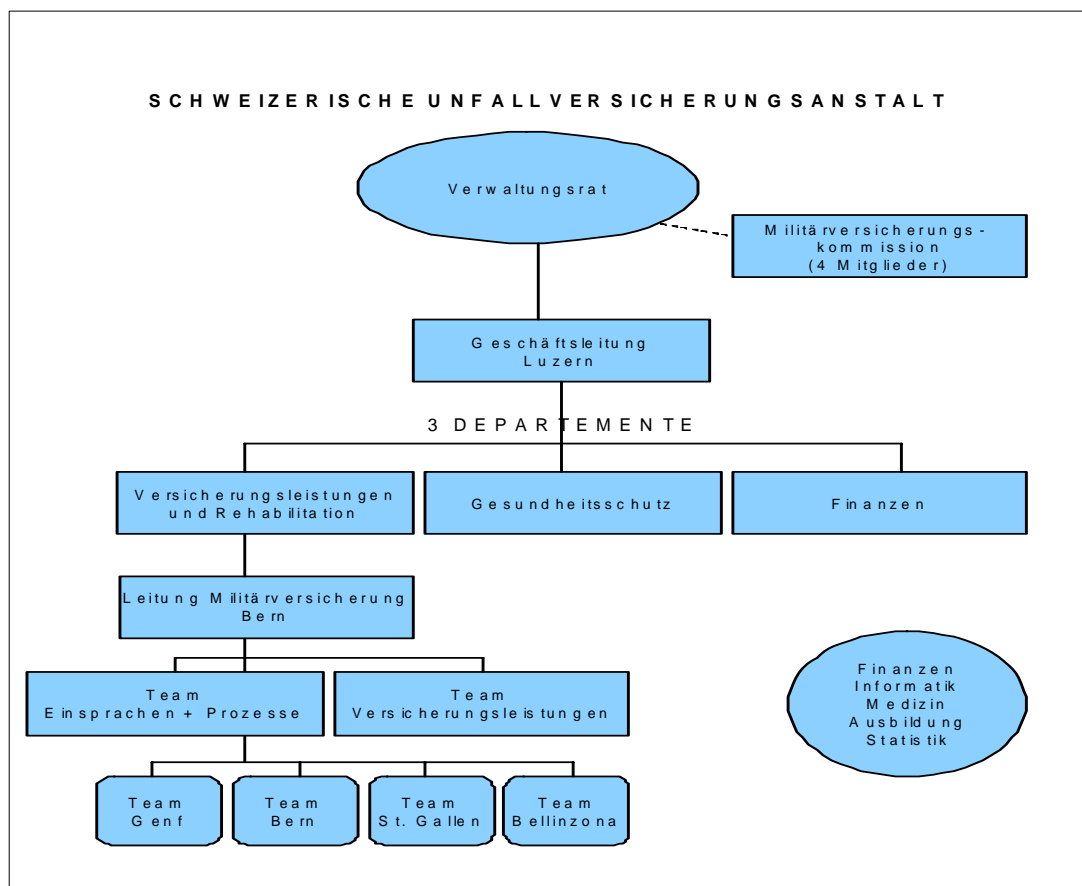 SCHWEIZERISCHE UNFALLVERSICHERUNGSANSTALT
Verwaltungsrat
Militärversicherungs-
kommission
(4 Mitglieder)
Geschäftsleitung
Luzern
3 DEPARTEMENTE
Versicherungsleistungen
und Rehabilitation
Gesundheitsschutz
Finanzen
Leitung Militärversicherung
Bern
Team
Einsprachen + Prozesse
Team
Versicherungsleistungen
Finanzen
Informatik
Medizin
Ausbildung
Statistik
Team
Genf
Team
Bern
Team
St. Gallen
Team
Bellinzona